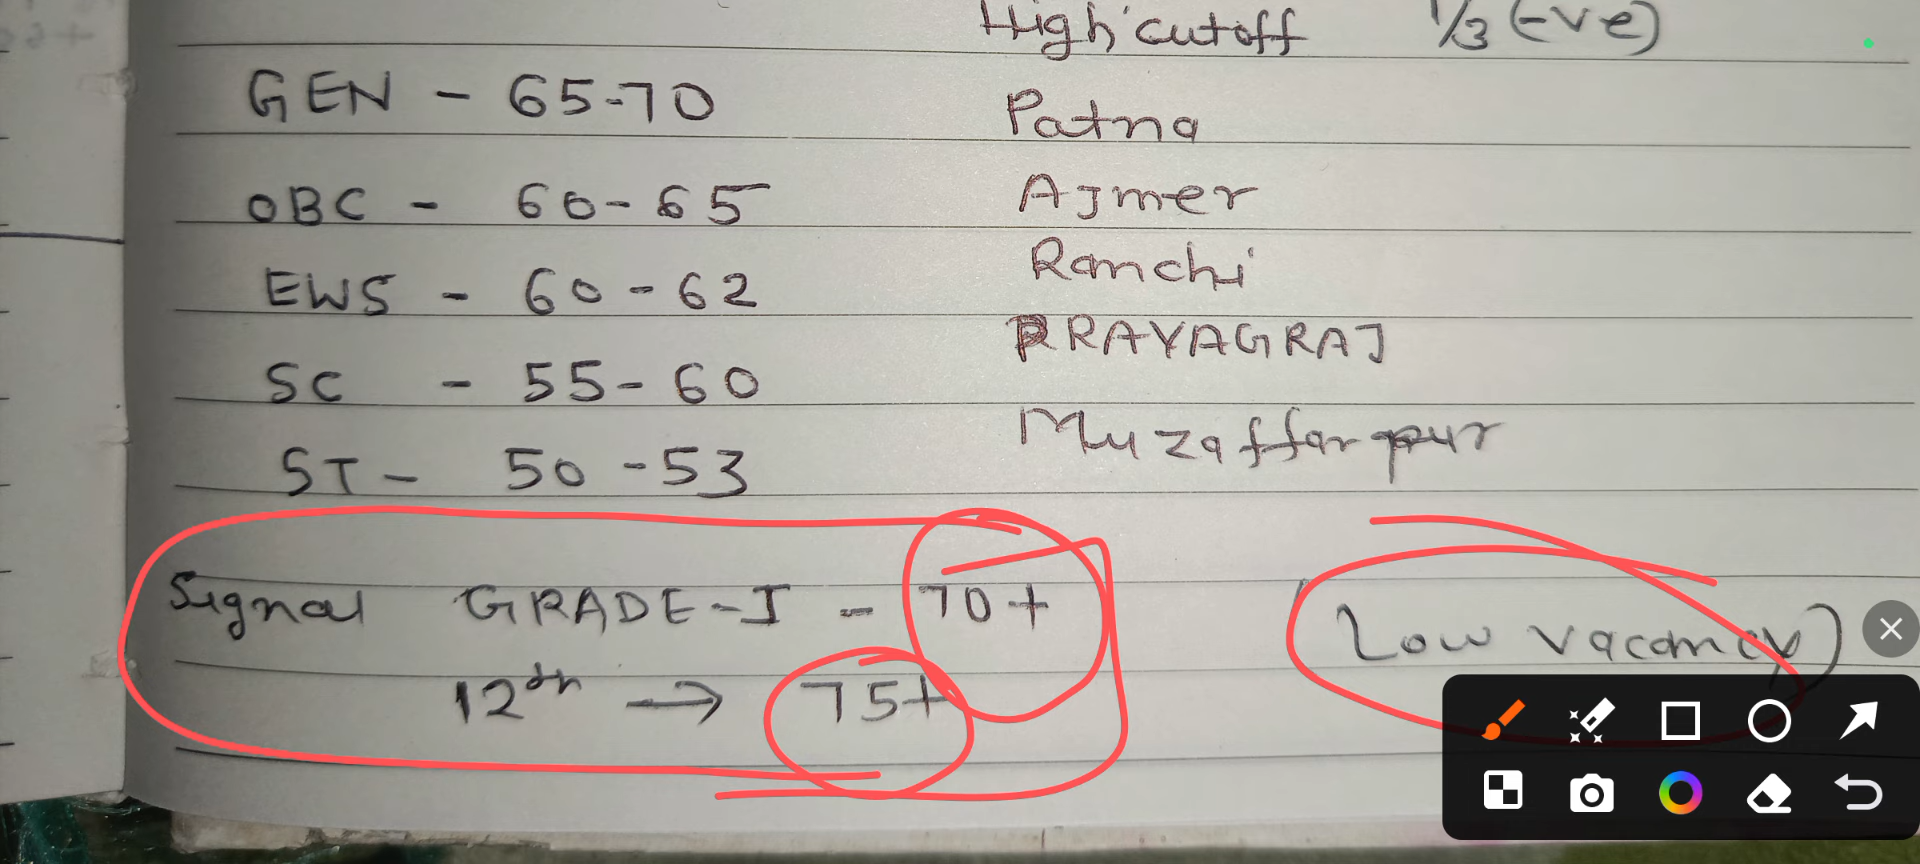 High cutoff 1/3 (-ve)
GEN - 65-70
Patna
OBC - 60-65
Ajmer
EWS - 60-62
Ranchi
SC - 55-60
PRAYAGRAJ
ST - 50-53
Muzaffarpur
Signal GRADE-I - 70+
(Low vacancy)
12th → 75+